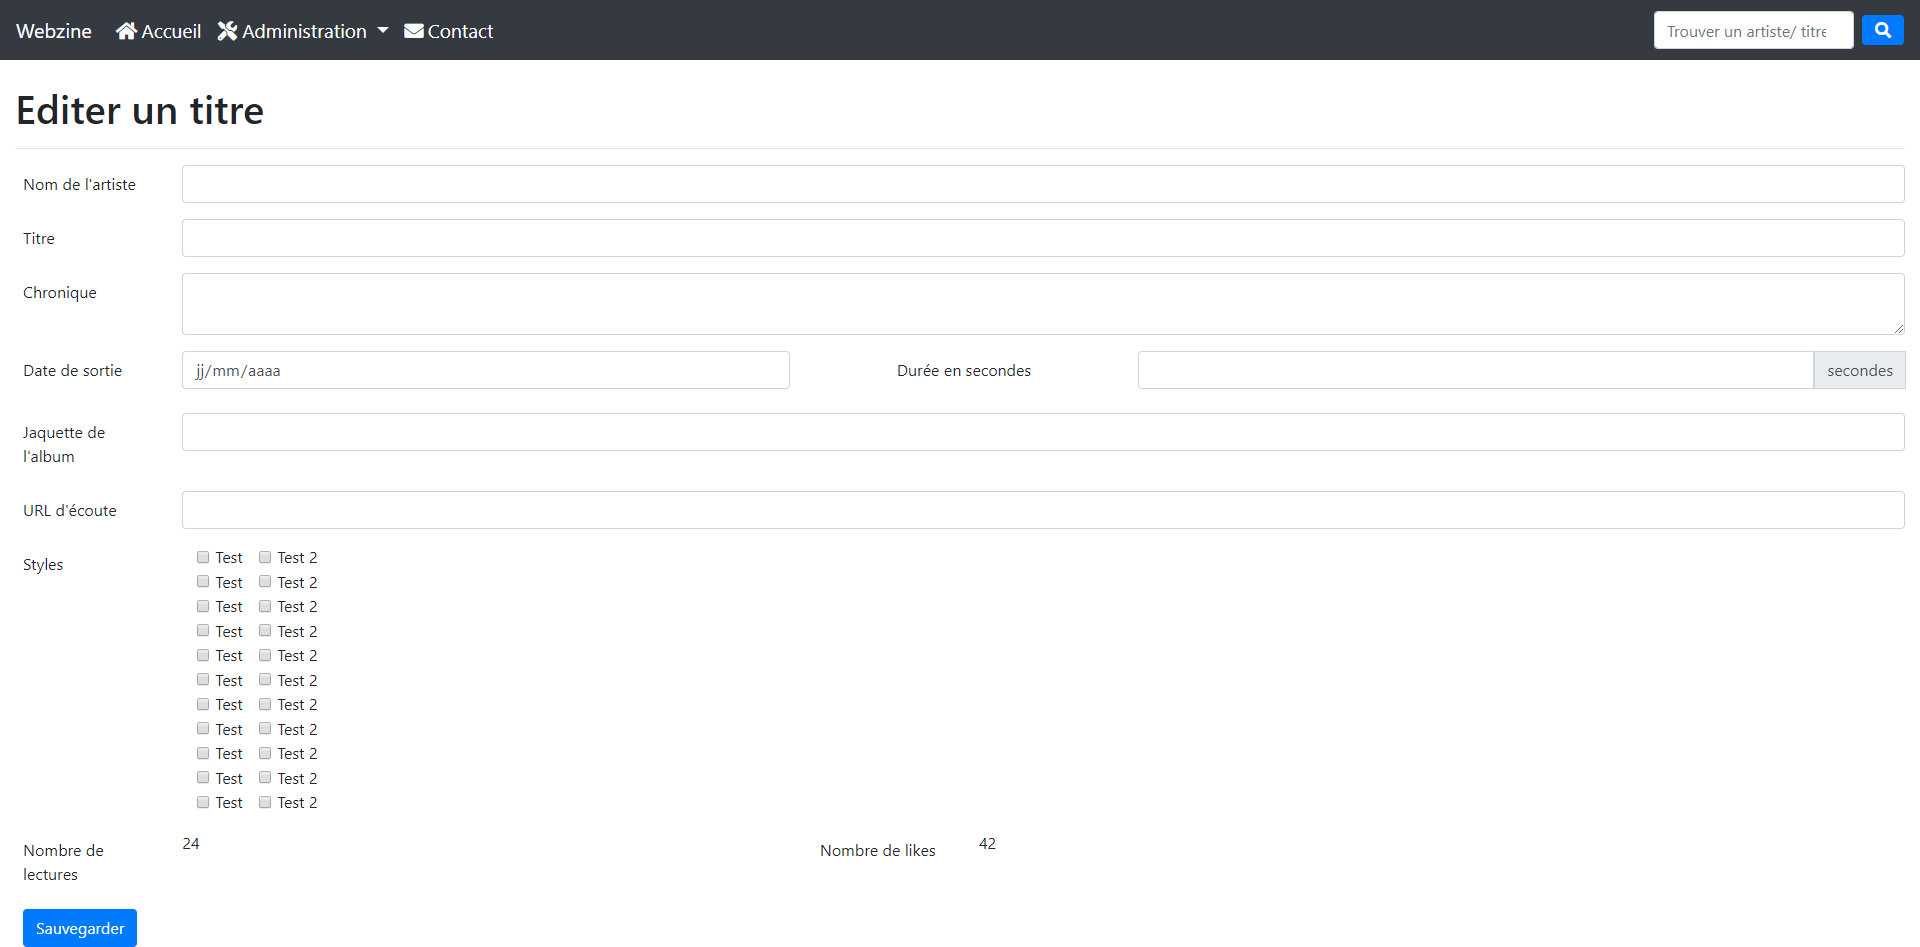 Webzine Accueil Administration Contact Trouver un artiste/ titre
Editer un titre
Nom de l'artiste
Titre
Chronique
Date de sortie jj/mm/aaaa Durée en secondes secondes
Jaquette de
l'album
URL d'écoute
Styles Test Test 2
Test Test 2
Test Test 2
Test Test 2
Test Test 2
Test Test 2
Test Test 2
Test Test 2
Test Test 2
Test Test 2
Test Test 2
Nombre de 24 Nombre de likes 42
lectures
Sauvegarder